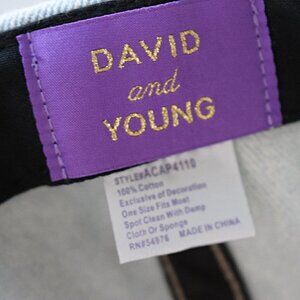 DAVID
and
YOUNG
STYLE#ACAP4110
100% Cotton
Exclusive of Decoration
One Size Fits Most
Spot Clean With Damp
Cloth Or Sponge
RN#54976 MADE IN CHINA